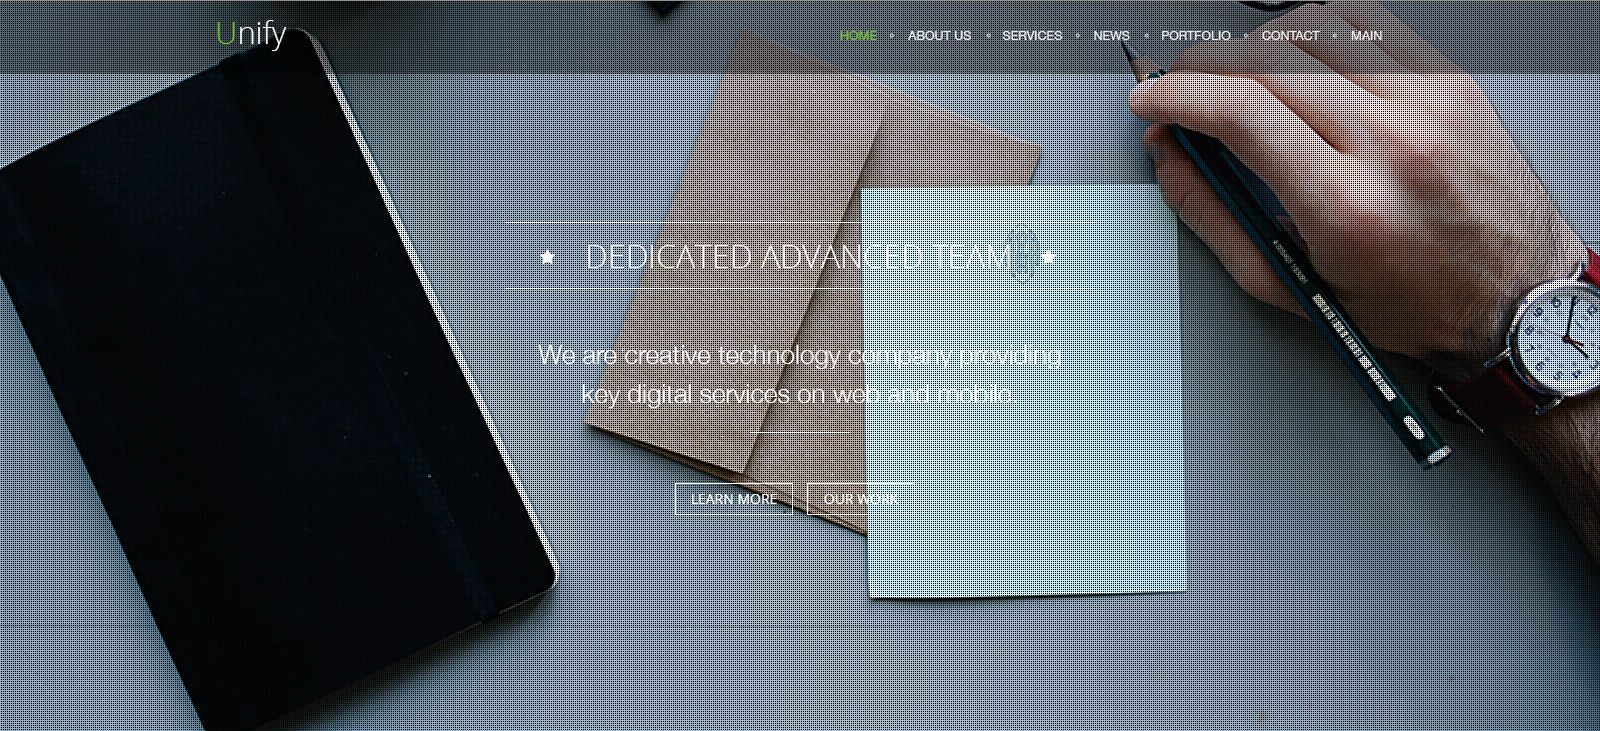 Unify
HOME ABOUT US SERVICES NEWS PORTFOLIO CONTACT MAIN
DEDICATED ADVANCED TEAM
We are creative technology company providing
key digital services on web and mobile.
LEARN MORE OUR WORK